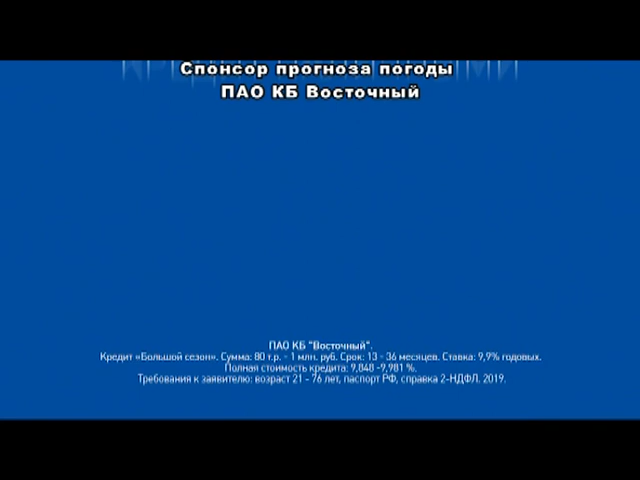 Спонсор прогноза погоды
ПАО КБ Восточный
ПАО КБ "Восточный".
Кредит «Большой сезон». Сумма: 80 т.р. - 1 млн. руб. Срок: 13 - 36 месяцев. Ставка: 9,9% годовых.
Полная стоимость кредита: 9,848 -9,981 %.
Требования к заявителю: возраст 21 - 76 лет, паспорт РФ, справка 2-НДФЛ. 2019.